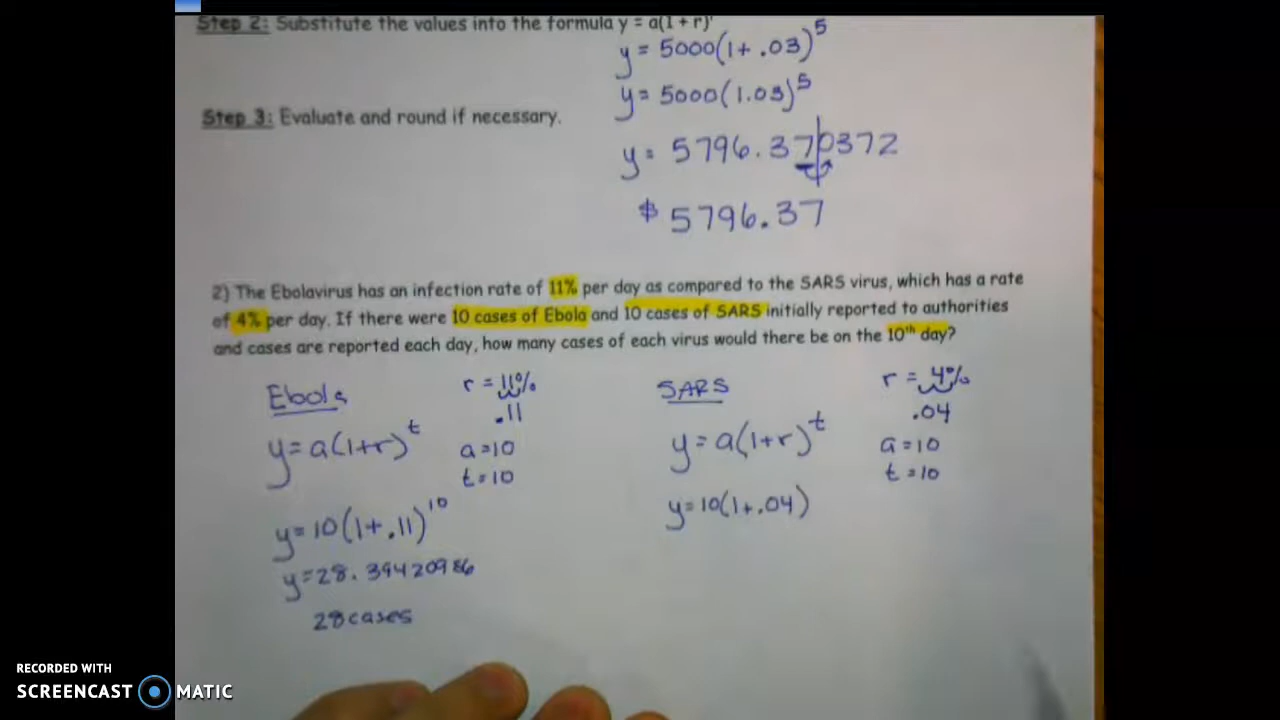 Step 2: Substitute the values into the formula y = a(1 + r)
y = 5000(1+ .03)^5
y = 5000(1.03)^5
Step 3: Evaluate and round if necessary.
y = 5796.370372
$5796.37
2) The Ebolavirus has an infection rate of 11% per day as compared to the SARS virus, which has a rate
of 4% per day. If there were 10 cases of Ebola and 10 cases of SARS initially reported to authorities
and cases are reported each day, how many cases of each virus would there be on the 10th day?
Ebola
r = 11%
.11
y = a(1+r)^t
a=10
t=10
y = 10(1+.11)^10
y = 28.39420986
28 cases
SARS
r = 4%
.04
y = a(1+r)^t
a=10
t=10
y=10(1+.04)
RECORDED WITH
SCREENCAST MATIC